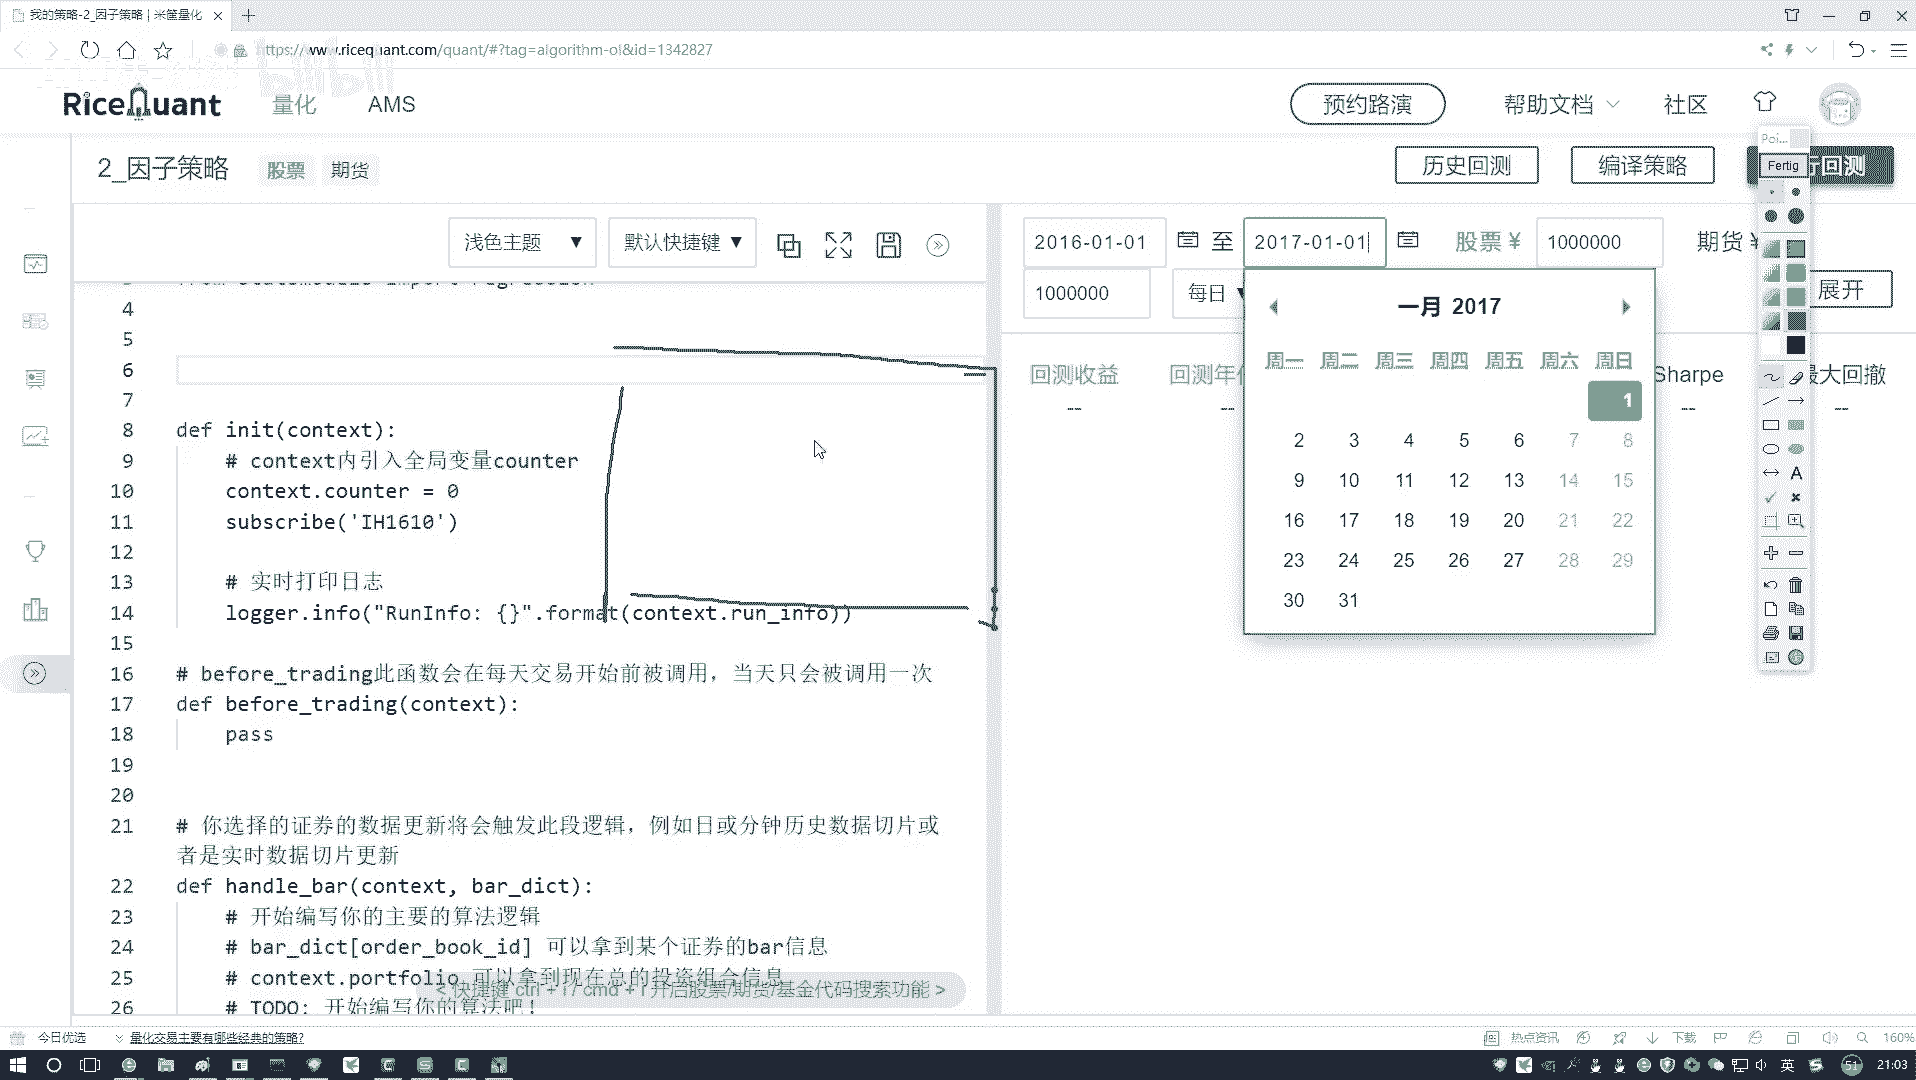 我的策略-2_因子策略 | 米筐量化
www.ricequant.com/quant/#?tag=algorithm-ol&id=1342827
RiceQuant 量化 AMS 预约路演 帮助文档 社区
Poi...
Fertig
2_因子策略 股票 期货 历史回测 编译策略 回测
浅色主题 ▼ 默认快捷键 ▼ 2016-01-01 至 2017-01-01 股票 ¥ 1000000 期货 ¥
1000000 每日 展开
4
5
6
7
8 def init(context):
9 # context内引入全局变量counter
10 context.counter = 0
11 subscribe('IH1610')
12
13 # 实时打印日志
14 logger.info("RunInfo: {}".format(context.run_info))
15
16 # before_trading此函数会在每天交易开始前被调用，当天只会被调用一次
17 def before_trading(context):
18 pass
19
20
21 # 你选择的证券的数据更新将会触发此段逻辑，例如日或分钟历史数据切片或
者是实时数据切片更新
22 def handle_bar(context, bar_dict):
23 # 开始编写你的主要的算法逻辑
24 # bar_dict[order_book_id] 可以拿到某个证券的bar信息
25 # context.portfolio 可以拿到现在总的投资组合信息
26 # TODO: 开始编写你的算法吧!
开启股票/期货/基金代码搜索功能 >
一月 2017
周一 周二 周三 周四 周五 周六 周日
1
2 3 4 5 6 7 8
9 10 11 12 13 14 15
16 17 18 19 20 21 22
23 24 25 26 27 28 29
30 31
回测收益 回测年 Sharpe 最大回撤
-- -- -- --
A
今日优选 量化交易主要有哪些经典的策略? 热点资讯 下载 160%
英 51 21:03